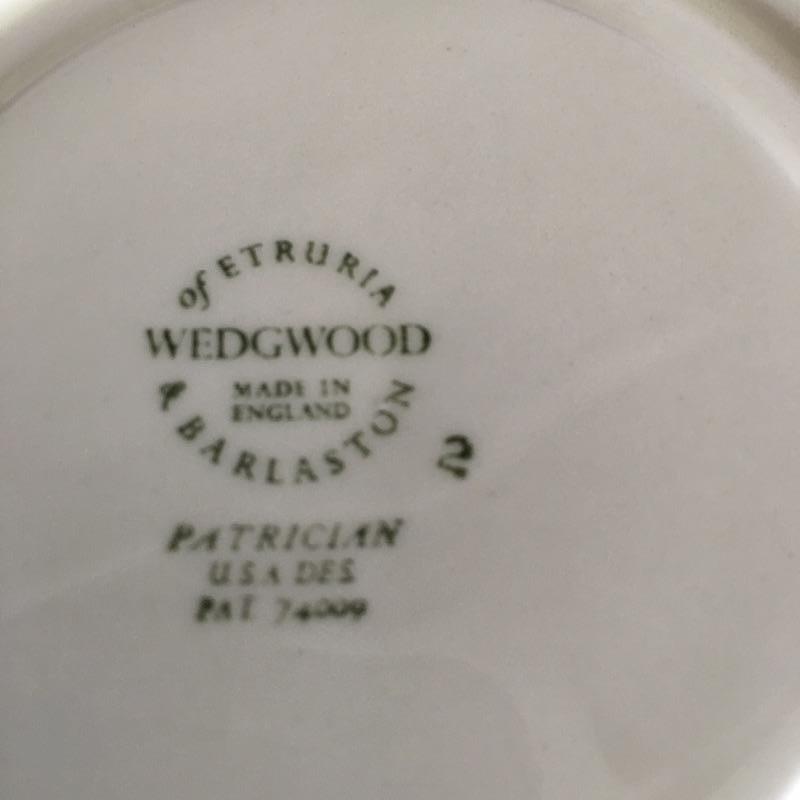 of ETRURIA
WEDGWOOD
MADE IN
ENGLAND
& BARLASTON
2
PATRICIAN
U.S.A DES.
PAT. 74009